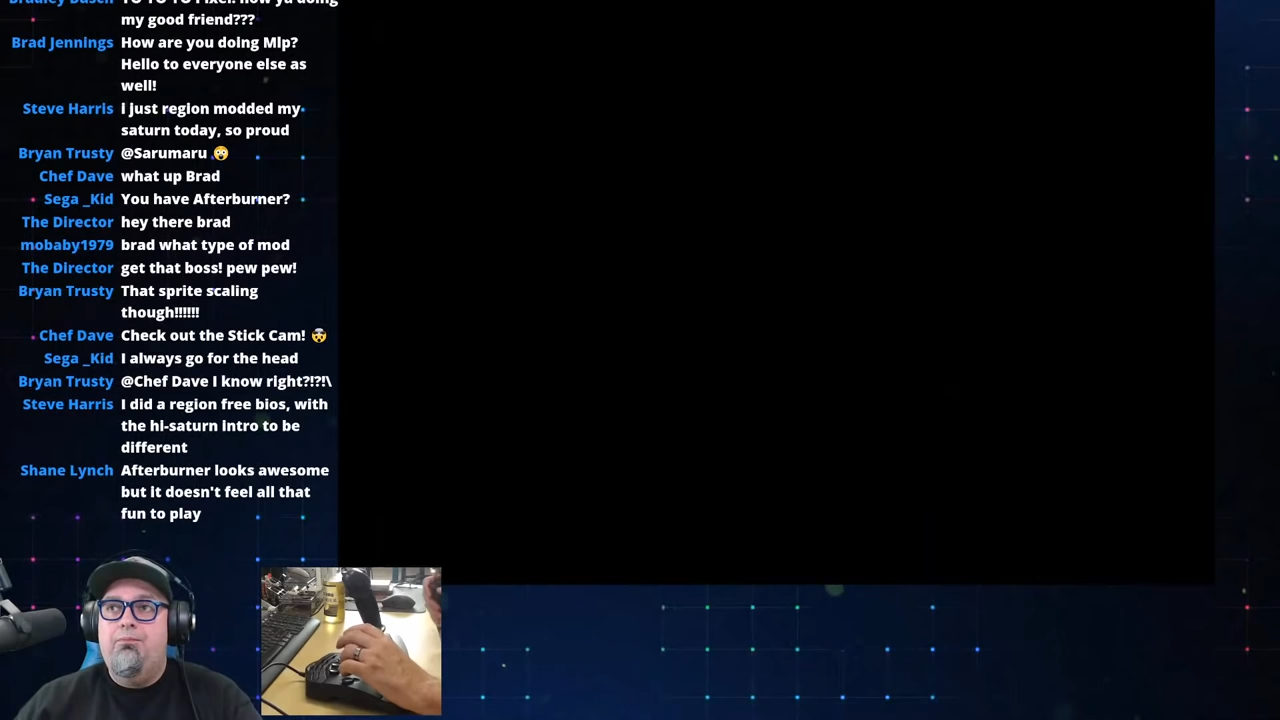 my good friend???
Brad Jennings How are you doing Mlp?
Hello to everyone else as
well!
Steve Harris i just region modded my
saturn today, so proud
Bryan Trusty @Sarumaru
Chef Dave what up Brad
Sega _Kid You have Afterburner?
The Director hey there brad
mobaby1979 brad what type of mod
The Director get that boss! pew pew!
Bryan Trusty That sprite scaling
though!!!!!!
Chef Dave Check out the Stick Cam!
Sega _Kid I always go for the head
Bryan Trusty @Chef Dave I know right?!?!\
Steve Harris I did a region free bios, with
the hi-saturn intro to be
different
Shane Lynch Afterburner looks awesome
but it doesn't feel all that
fun to play